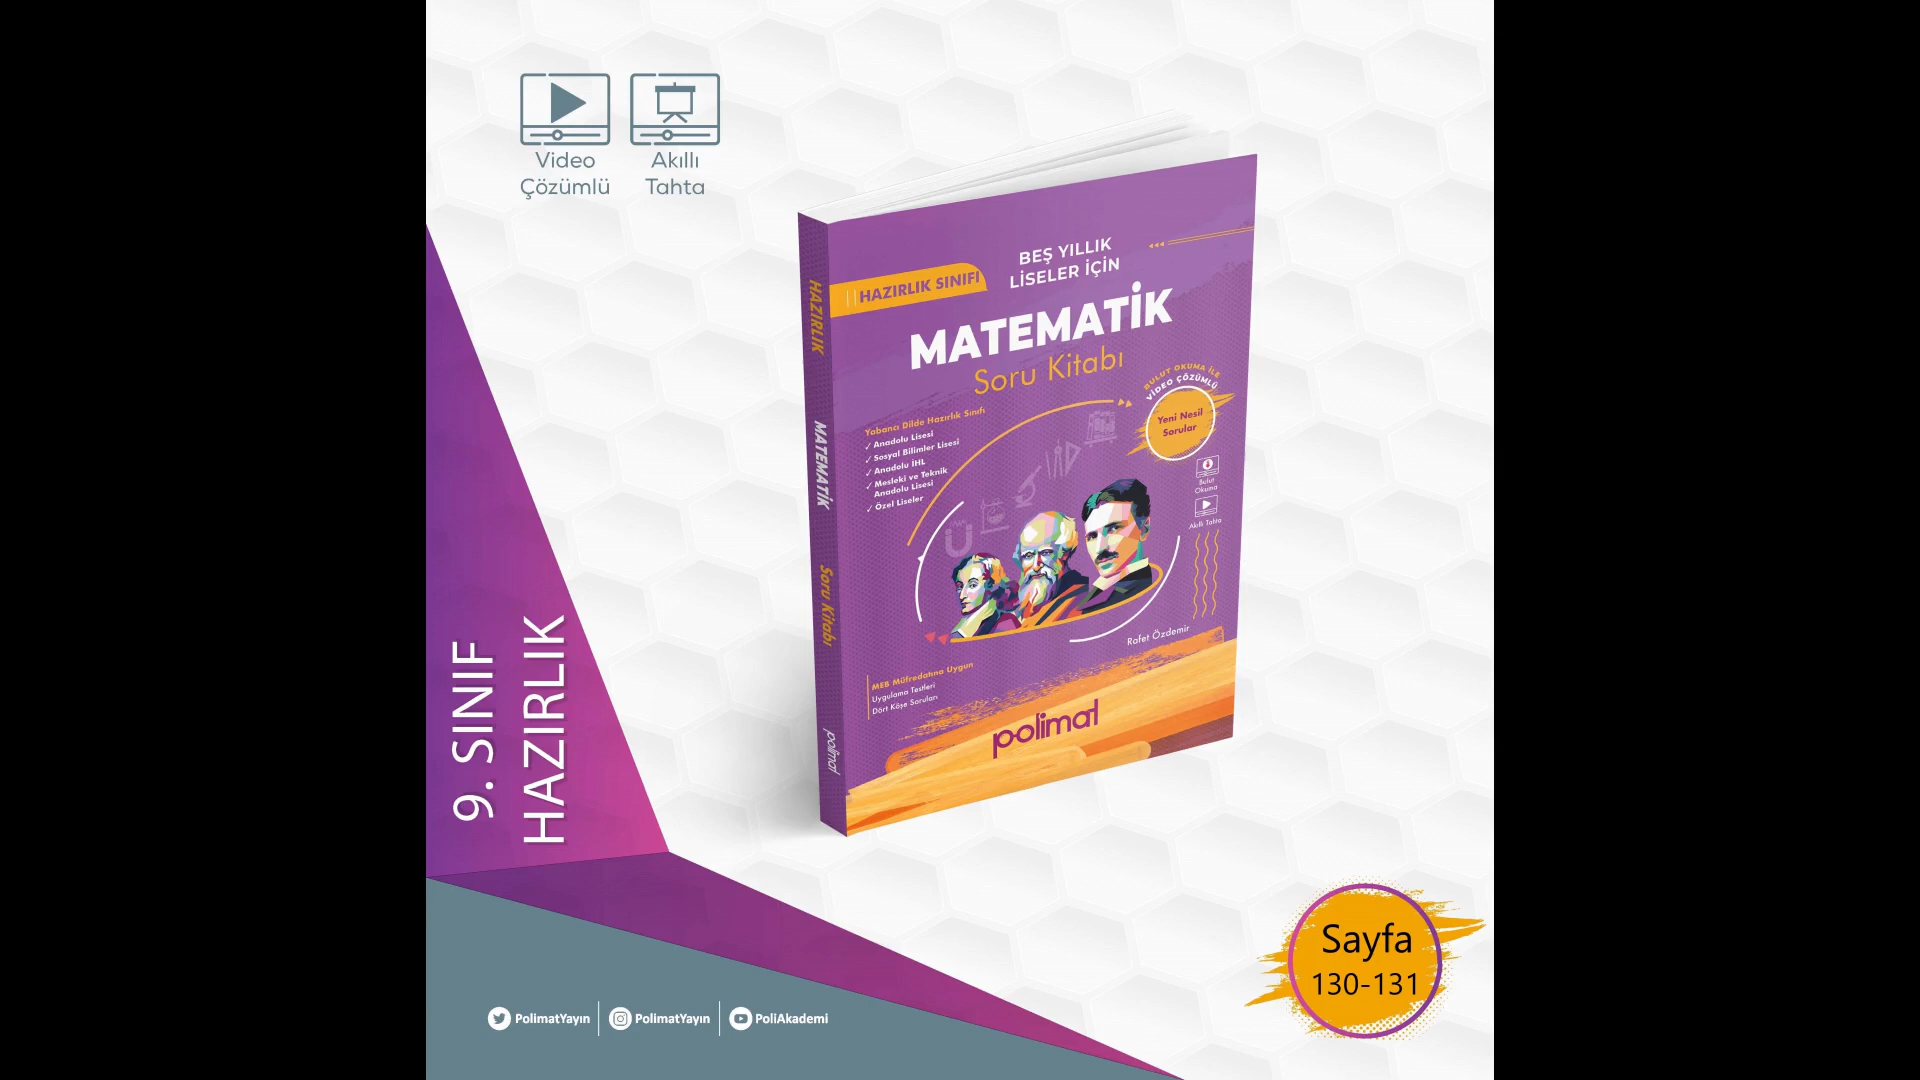 Video
Çözümlü
Akıllı
Tahta
9. SINIF
HAZIRLIK
HAZIRLIK
MATEMATİK
Soru Kitabı
polimat
HAZIRLIK SINIFI
BEŞ YILLIK
LİSELER İÇİN
MATEMATİK
Soru Kitabı
BULUT OKUMA İLE
VİDEO ÇÖZÜMLÜ
Yeni Nesil
Sorular
Yabancı Dilde Hazırlık Sınıfı
✓ Anadolu Lisesi
✓ Sosyal Bilimler Lisesi
✓ Anadolu İHL
✓ Mesleki ve Teknik
Anadolu Lisesi
✓ Özel Liseler
Bulut
Okuma
Akıllı Tahta
Rafet Özdemir
MEB Müfredatına Uygun
Uygulama Testleri
Dört Köşe Soruları
polimat
Sayfa
130-131
PolimatYayın
PolimatYayın
PoliAkademi